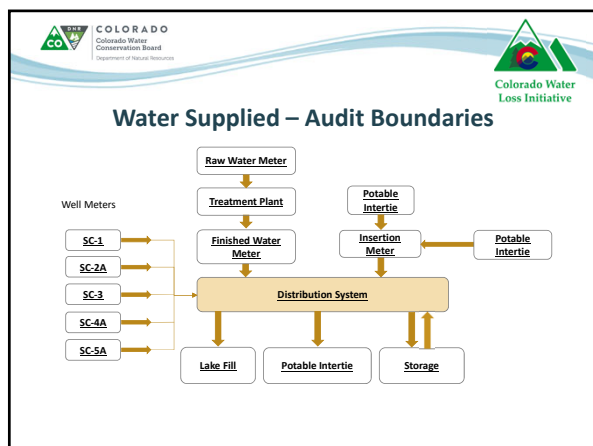 CO
DNR
COLORADO
Colorado Water
Conservation Board
Department of Natural Resources
Colorado Water
Loss Initiative
Water Supplied – Audit Boundaries
Raw Water Meter
Well Meters
Treatment Plant
Potable
Intertie
SC-1
Finished Water
Meter
Insertion
Meter
Potable
Intertie
SC-2A
SC-3
Distribution System
SC-4A
SC-5A
Lake Fill
Potable Intertie
Storage